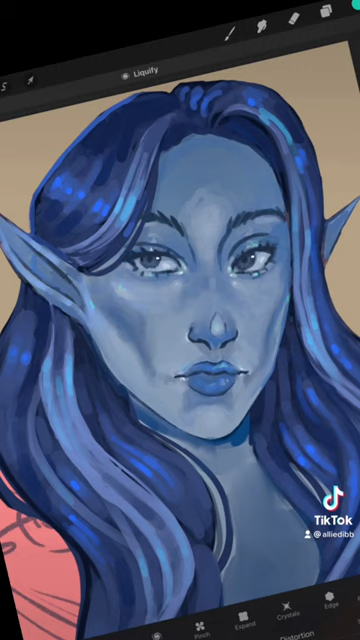 S
Liquify
TikTok
@alliedibb
Pinch
Expand
Crystals
Edge
Distortion